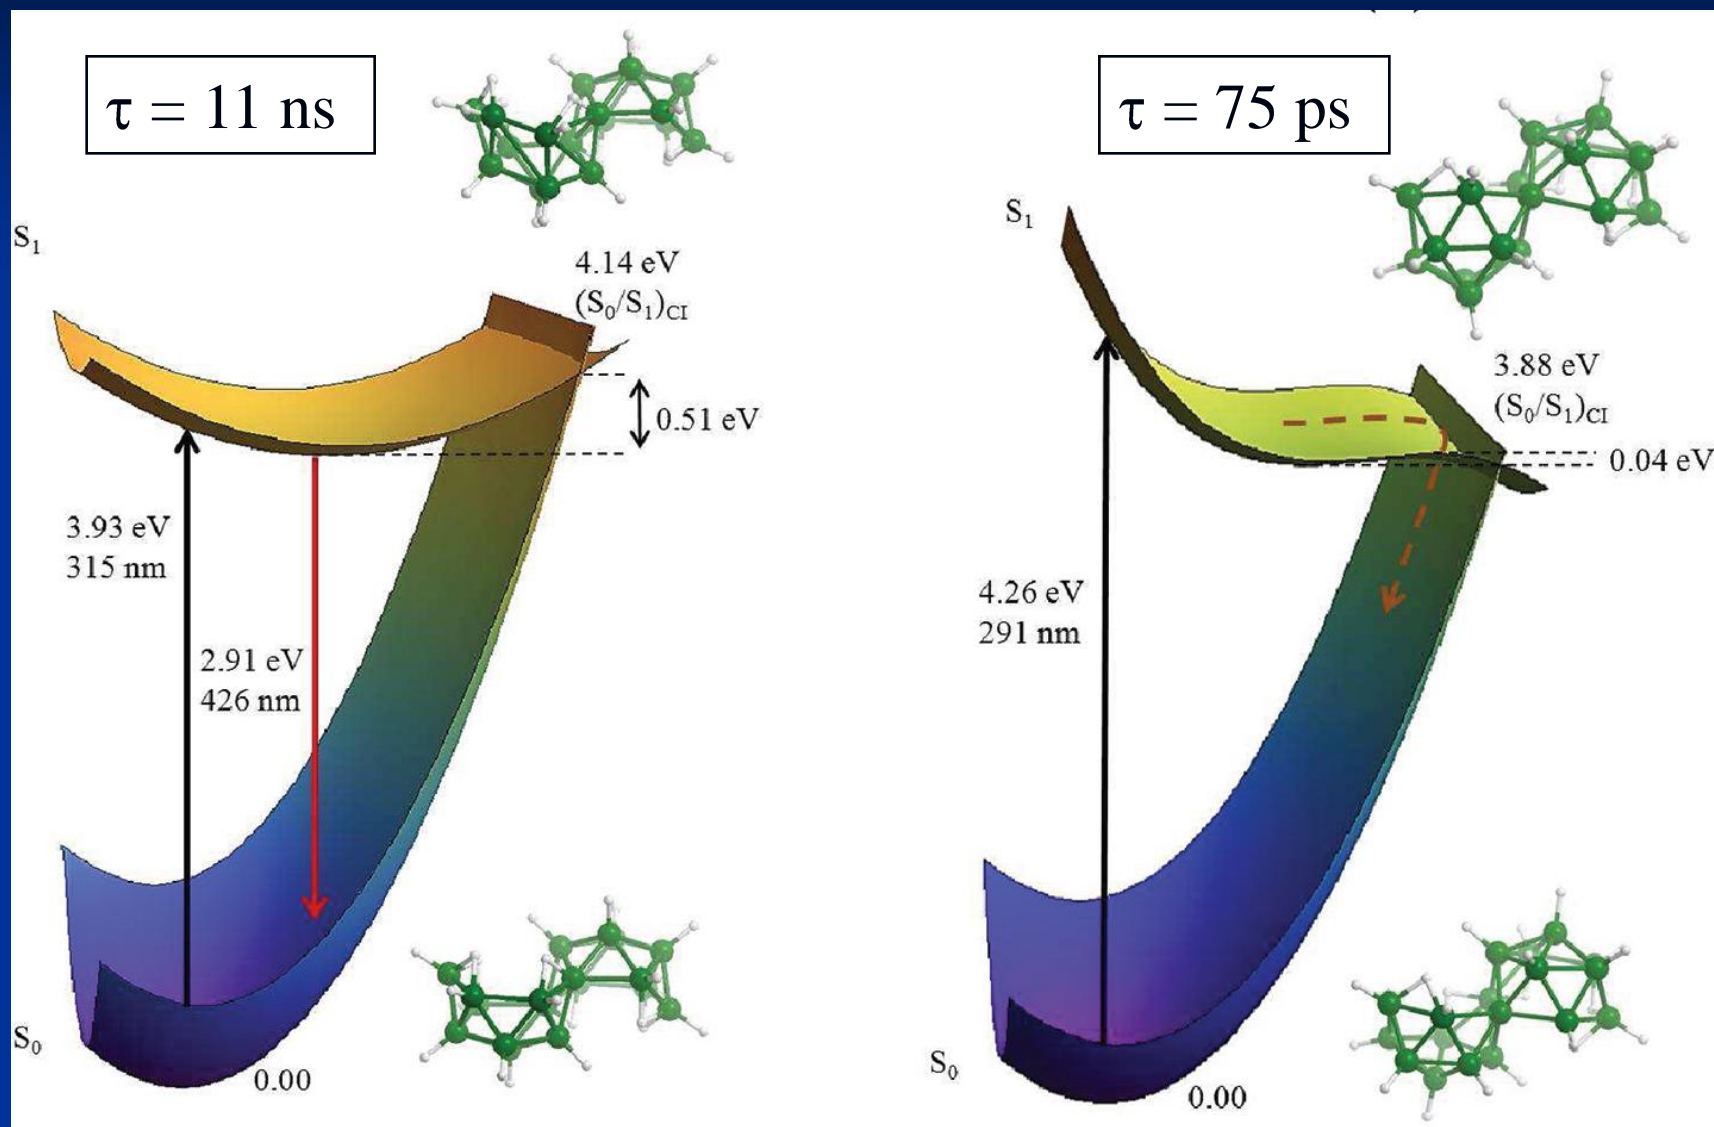 τ = 11 ns
S₁
4.14 eV
(S₀/S₁)CI
0.51 eV
3.93 eV
315 nm
2.91 eV
426 nm
S₀
0.00
τ = 75 ps
S₁
3.88 eV
(S₀/S₁)CI
0.04 eV
4.26 eV
291 nm
S₀
0.00